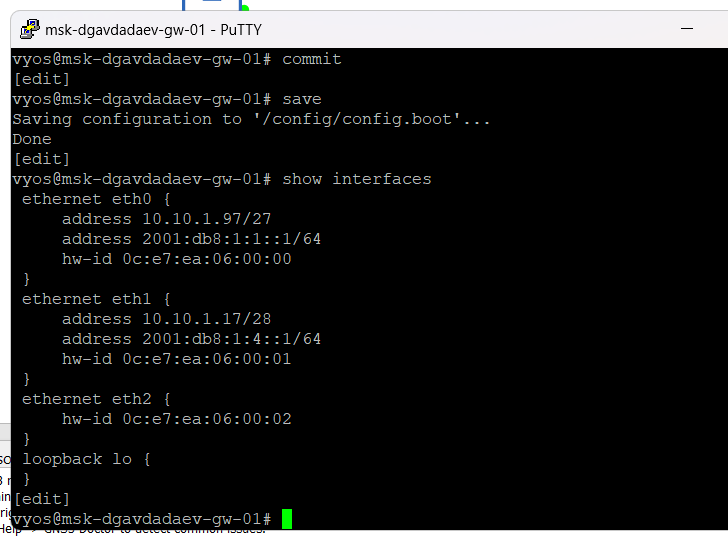 msk-dgavdadaev-gw-01 - PuTTY
vyos@msk-dgavdadaev-gw-01# commit
[edit]
vyos@msk-dgavdadaev-gw-01# save
Saving configuration to '/config/config.boot'...
Done
[edit]
vyos@msk-dgavdadaev-gw-01# show interfaces
 ethernet eth0 {
     address 10.10.1.97/27
     address 2001:db8:1:1::1/64
     hw-id 0c:e7:ea:06:00:00
 }
 ethernet eth1 {
     address 10.10.1.17/28
     address 2001:db8:1:4::1/64
     hw-id 0c:e7:ea:06:00:01
 }
 ethernet eth2 {
     hw-id 0c:e7:ea:06:00:02
 }
 loopback lo {
 }
[edit]
vyos@msk-dgavdadaev-gw-01#